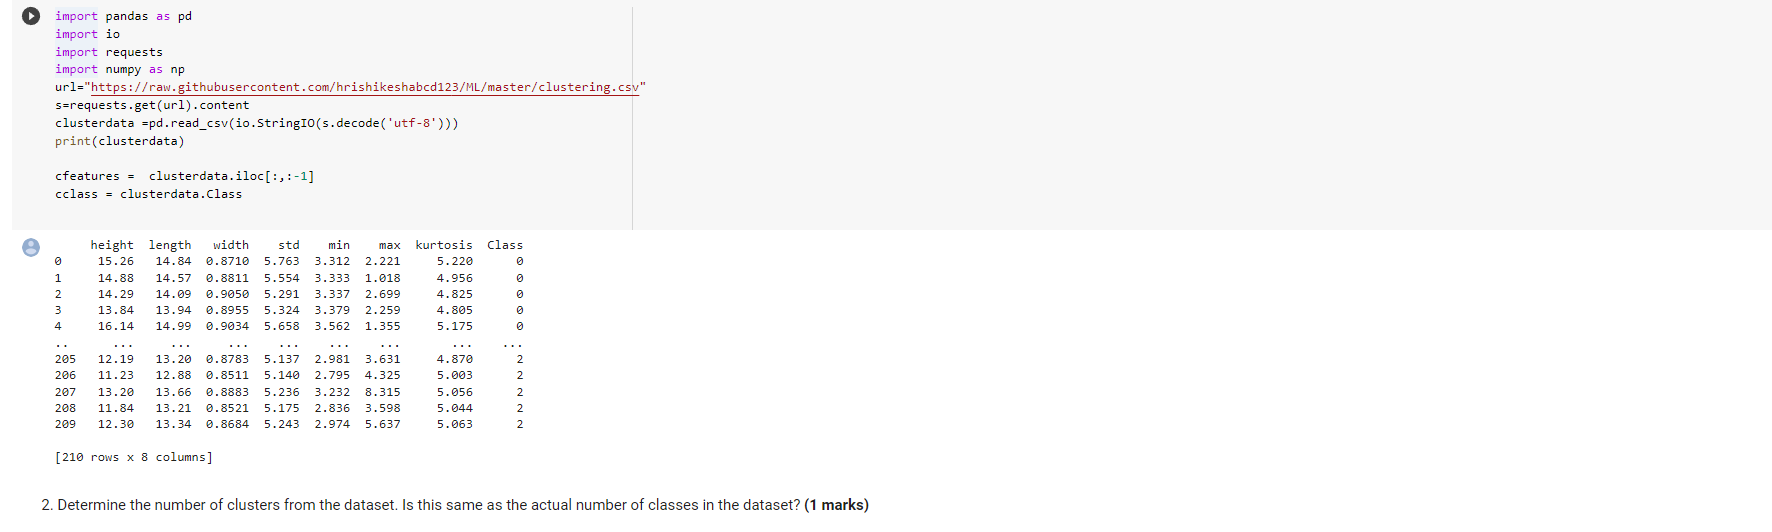 import pandas as pd
import io
import requests
import numpy as np
url="https://raw.githubusercontent.com/hrishikeshabcd123/ML/master/clustering.csv"
s=requests.get(url).content
clusterdata =pd.read_csv(io.StringIO(s.decode('utf-8')))
print(clusterdata)
cfeatures =  clusterdata.iloc[:,:-1]
cclass = clusterdata.Class
height length width std min max kurtosis Class
0 15.26 14.84 0.8710 5.763 3.312 2.221 5.220 0
1 14.88 14.57 0.8811 5.554 3.333 1.018 4.956 0
2 14.29 14.09 0.9050 5.291 3.337 2.699 4.825 0
3 13.84 13.94 0.8955 5.324 3.379 2.259 4.805 0
4 16.14 14.99 0.9034 5.658 3.562 1.355 5.175 0
.. ... ... ... ... ... ... ... ...
205 12.19 13.20 0.8783 5.137 2.981 3.631 4.870 2
206 11.23 12.88 0.8511 5.140 2.795 4.325 5.003 2
207 13.20 13.66 0.8883 5.236 3.232 8.315 5.056 2
208 11.84 13.21 0.8521 5.175 2.836 3.598 5.044 2
209 12.30 13.34 0.8684 5.243 2.974 5.637 5.063 2
[210 rows x 8 columns]
2. Determine the number of clusters from the dataset. Is this same as the actual number of classes in the dataset? (1 marks)